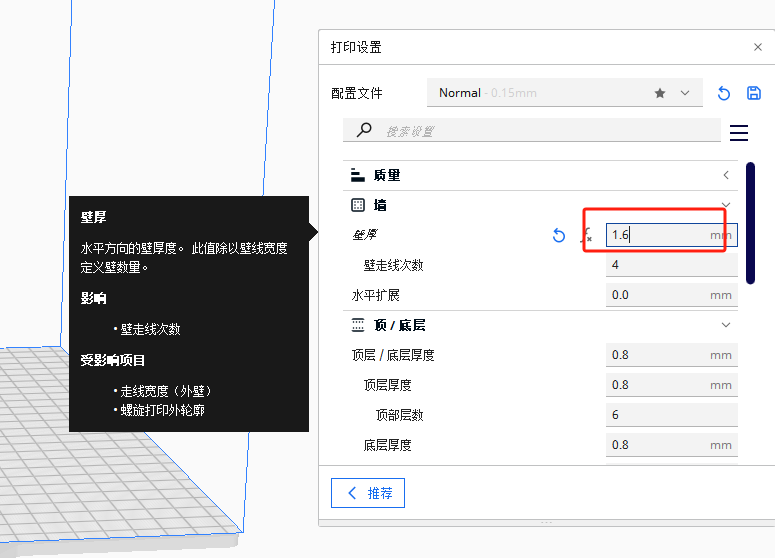 打印设置
配置文件
Normal - 0.15mm
搜索设置
质量
墙
壁厚
1.6 mm
壁走线次数
4
水平扩展
0.0 mm
顶 / 底层
顶层 / 底层厚度
0.8 mm
顶层厚度
0.8 mm
顶部层数
6
底层厚度
0.8 mm
推荐
壁厚
水平方向的壁厚度。 此值除以壁线宽度
定义壁数量。
影响
• 壁走线次数
受影响项目
• 走线宽度（外壁）
• 螺旋打印外轮廓